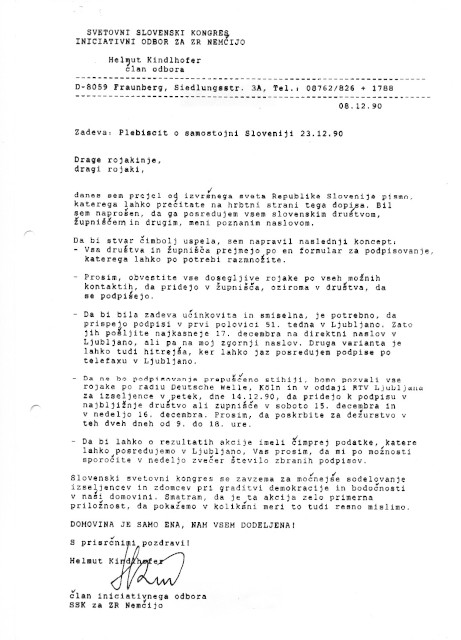 SVETOVNI SLOVENSKI KONGRES
INICIATIVNI ODBOR ZA ZR NEMČIJO
Helmut Kindlhofer
član odbora
D-8059 Fraunberg, Siedlungsstr. 3A, Tel.: 08762/826 + 1788
08.12.90
Zadeva: Plebiscit o samostojni Sloveniji 23.12.90
Drage rojakinje,
dragi rojaki,
danes sem prejel od izvršnega sveta Republike Slovenije pismo,
katerega lahko prečitate na hrbtni strani tega dopisa. Bil
sem naprošen, da ga posredujem vsem slovenskim društvom,
župniščem in drugim, meni poznanim naslovom.
Da bi stvar čimbolj uspela, sem napravil naslednji koncept:
- Vsa društva in župnišča prejmejo po en formular za podpisovanje,
katerega lahko po potrebi razmnožite.
- Prosim, obvestite vse dosegljive rojake po vseh možnih
kontaktih, da pridejo v župnišča, oziroma v društva, da
se podpišejo.
- Da bi bila zadeva učinkovita in smiselna, je potrebno, da
prispejo podpisi v prvi polovici 51. tedna v Ljubljano. Zato
jih pošljite najkasneje 17. decembra na direktni naslov v
Ljubljano, ali pa na moj zgornji naslov. Druga varianta je
lahko tudi hitrejša, ker lahko jaz posredujem podpise po
telefaxu v Ljubljano.
- Da ne bo podpisovanje prepuščeno stihiji, bomo pozvali vse
rojake po radiu Deutsche Welle, Köln in v oddaji RTV Ljubljana
za izseljence v petek, dne 14.12.90, da pridejo k podpisu v
najbližnje društvo ali župnišče v soboto 15. decembra in
v nedeljo 16. decembra. Prosim, da poskrbite za dežurstvo v
teh dveh dneh od 9. do 18. ure.
- Da bi lahko o rezultatih akcije imeli čimprej podatke, katere
lahko posredujemo v Ljubljano, Vas prosim, da mi po možnosti
sporočite v nedeljo zvečer število zbranih podpisov.
Slovenski svetovni kongres se zavzema za močnejše sodelovanje
izseljencev in zdomcev pri graditvi demokracije in bodočnosti
v naši domovini. Smatram, da je ta akcija zelo primerna
priložnost, da pokažemo v kolikšni meri to tudi resno mislimo.
DOMOVINA JE SAMO ENA, NAM VSEM DODELJENA!
S prisrčnimi pozdravi!
Helmut Kindlhofer
član iniciativnega odbora
SSK za ZR Nemčijo